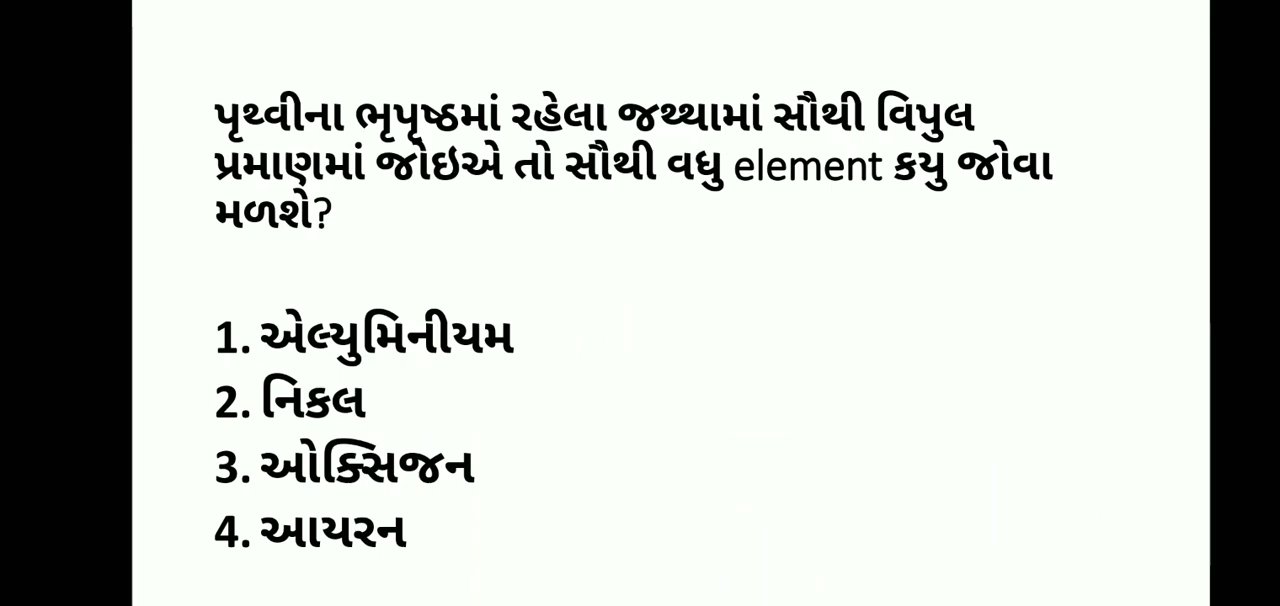 પૃથ્વીના ભૃપૃષ્ઠમાં રહેલા જથ્થામાં સૌથી વિપુલ
પ્રમાણમાં જોઇએ તો સૌથી વધુ element કયુ જોવા
મળશે?
1. એલ્યુમિનીયમ
2. નિકલ
3. ઓક્સિજન
4. આયરન